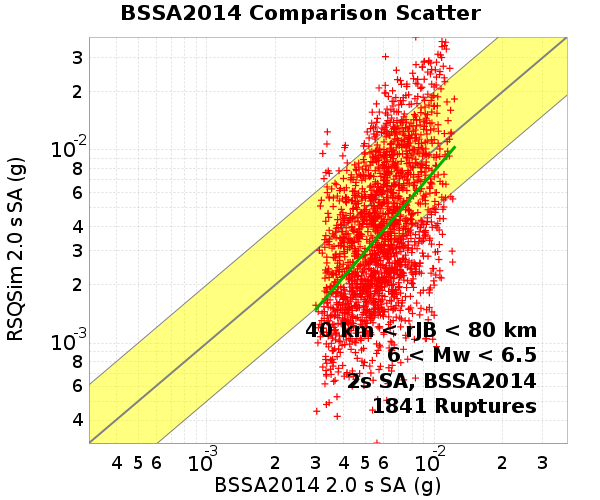 BSSA2014 Comparison Scatter
RSQSim 2.0 s SA (g)
3
2
10-2
8
6
4
3
2
10-3
8
6
4
40 km < rJB < 80 km
6 < Mw < 6.5
2s SA, BSSA2014
1841 Ruptures
4 5 6 10-3 2 3 4 5 6 10-2 2 3
BSSA2014 2.0 s SA (g)